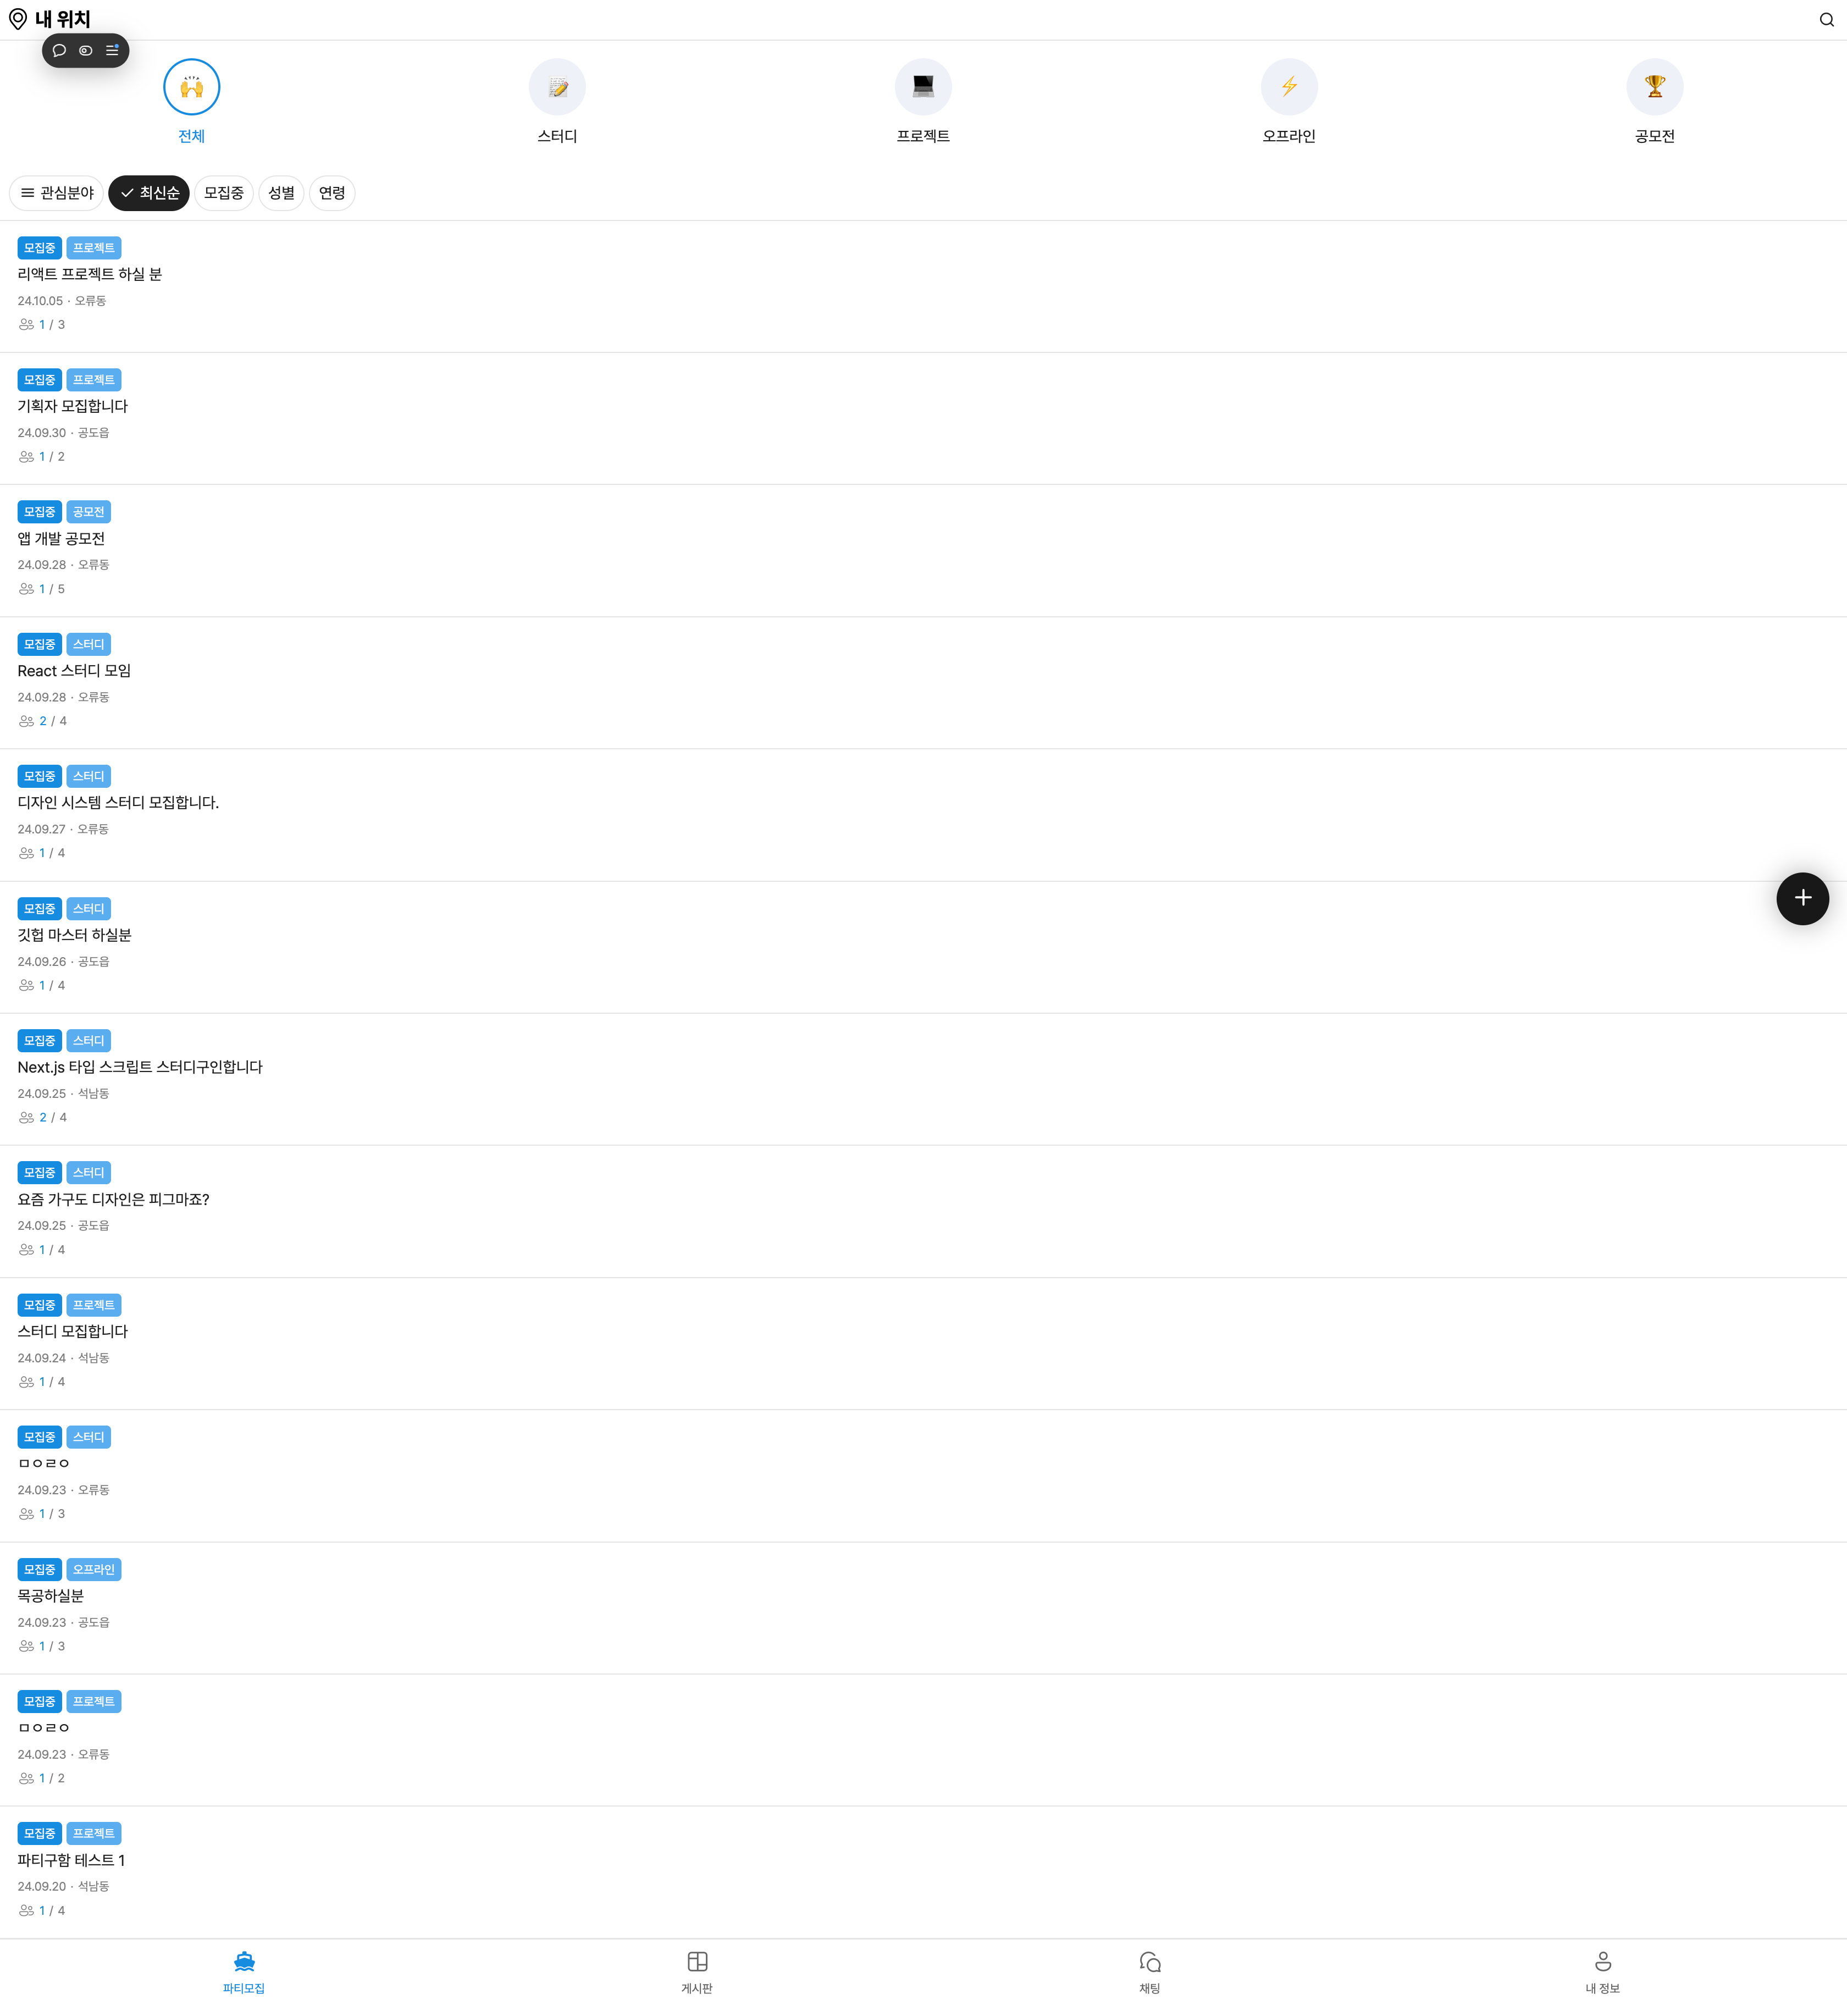 내 위치
전체
스터디
프로젝트
오프라인
공모전
관심분야 최신순 모집중 성별 연령
모집중 프로젝트
리액트 프로젝트 하실 분
24.10.05 · 오류동
1 / 3
모집중 프로젝트
기획자 모집합니다
24.09.30 · 공도읍
1 / 2
모집중 공모전
앱 개발 공모전
24.09.28 · 오류동
1 / 5
모집중 스터디
React 스터디 모임
24.09.28 · 오류동
2 / 4
모집중 스터디
디자인 시스템 스터디 모집합니다.
24.09.27 · 오류동
1 / 4
모집중 스터디
깃헙 마스터 하실분
24.09.26 · 공도읍
1 / 4
모집중 스터디
Next.js 타입 스크립트 스터디구인합니다
24.09.25 · 석남동
2 / 4
모집중 스터디
요즘 가구도 디자인은 피그마죠?
24.09.25 · 공도읍
1 / 4
모집중 프로젝트
스터디 모집합니다
24.09.24 · 석남동
1 / 4
모집중 스터디
ㅁㅇㄹㅇ
24.09.23 · 오류동
1 / 3
모집중 오프라인
목공하실분
24.09.23 · 공도읍
1 / 3
모집중 프로젝트
ㅁㅇㄹㅇ
24.09.23 · 오류동
1 / 2
모집중 프로젝트
파티구함 테스트 1
24.09.20 · 석남동
1 / 4
파티모집
게시판
채팅
내 정보